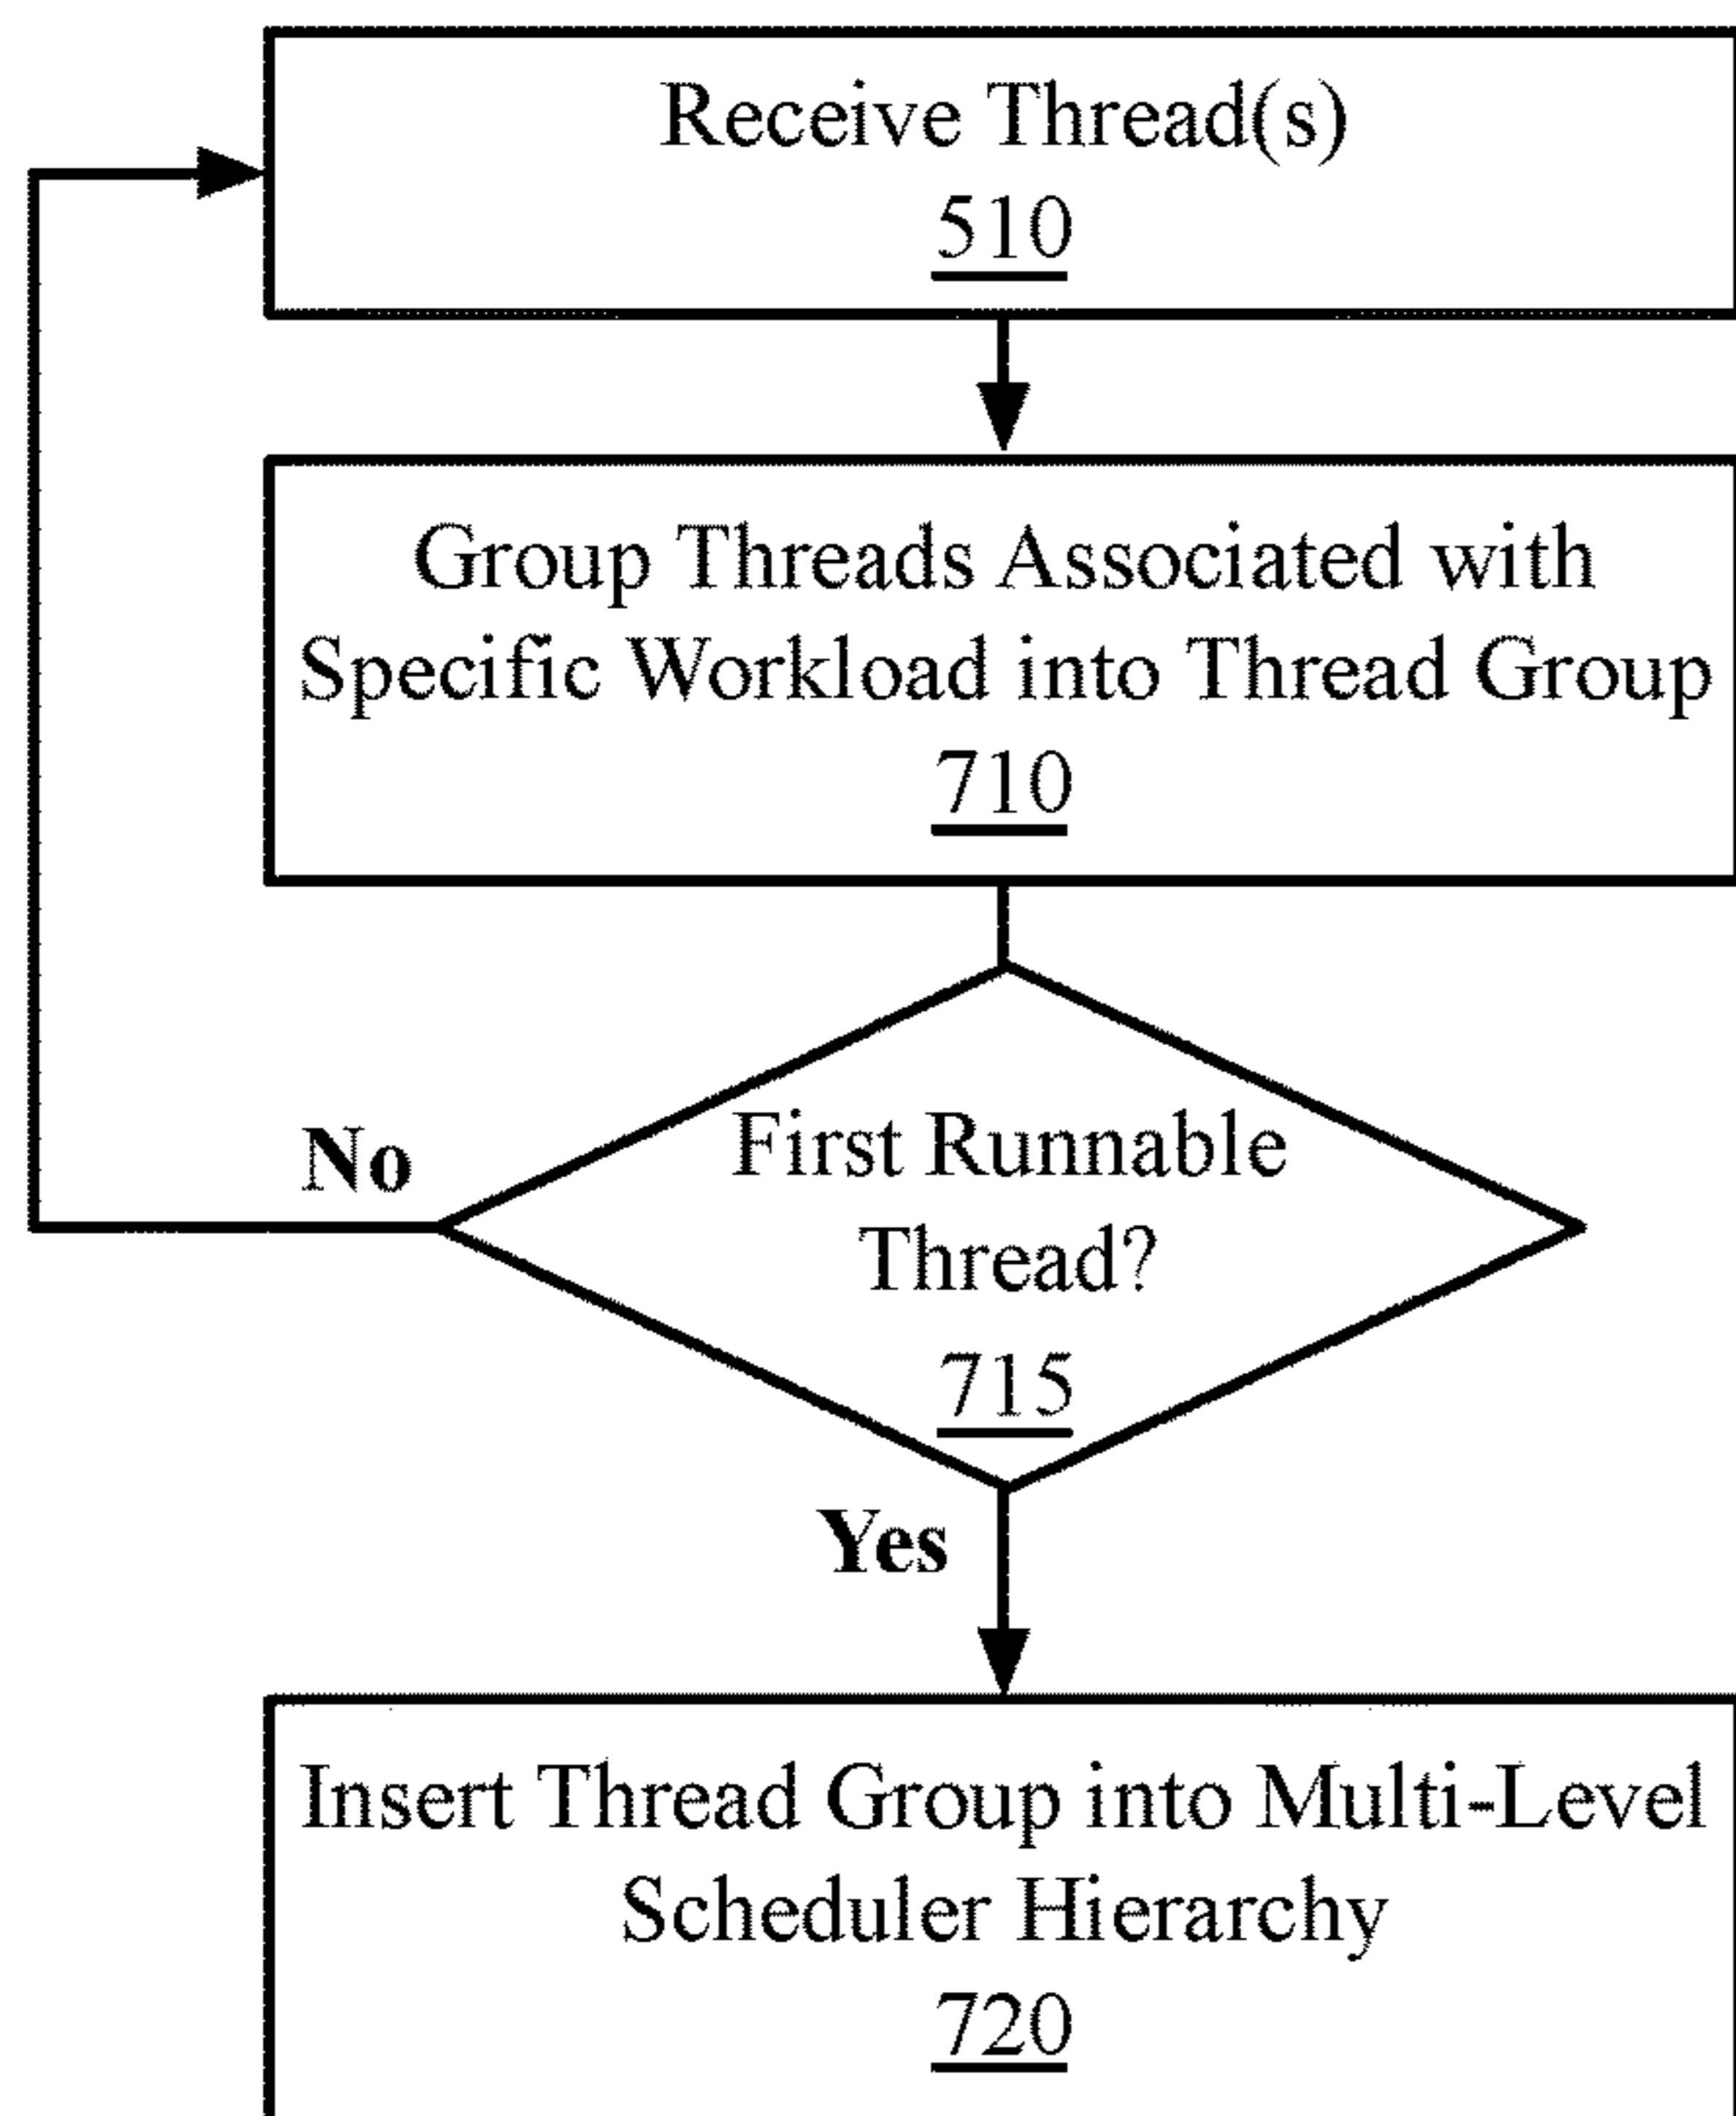 Receive Thread(s)
510
Group Threads Associated with
Specific Workload into Thread Group
710
First Runnable
Thread?
715
No
Yes
Insert Thread Group into Multi-Level
Scheduler Hierarchy
720